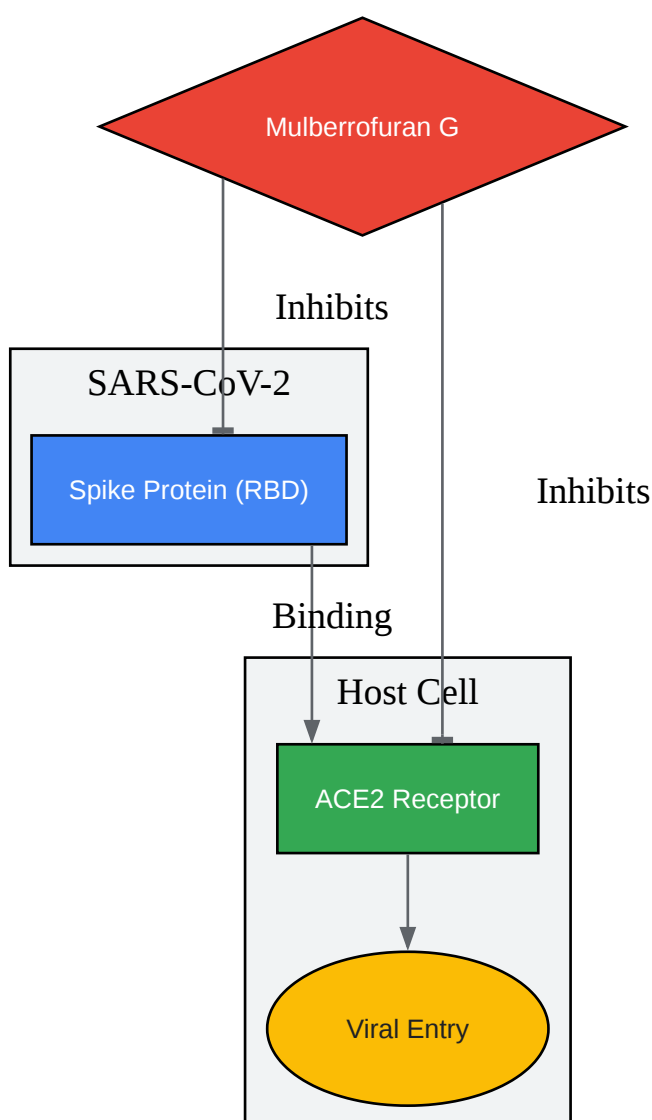 Mulberrofuran G
Inhibits
SARS-CoV-2
Spike Protein (RBD)
Inhibits
Binding
Host Cell
ACE2 Receptor
Viral Entry